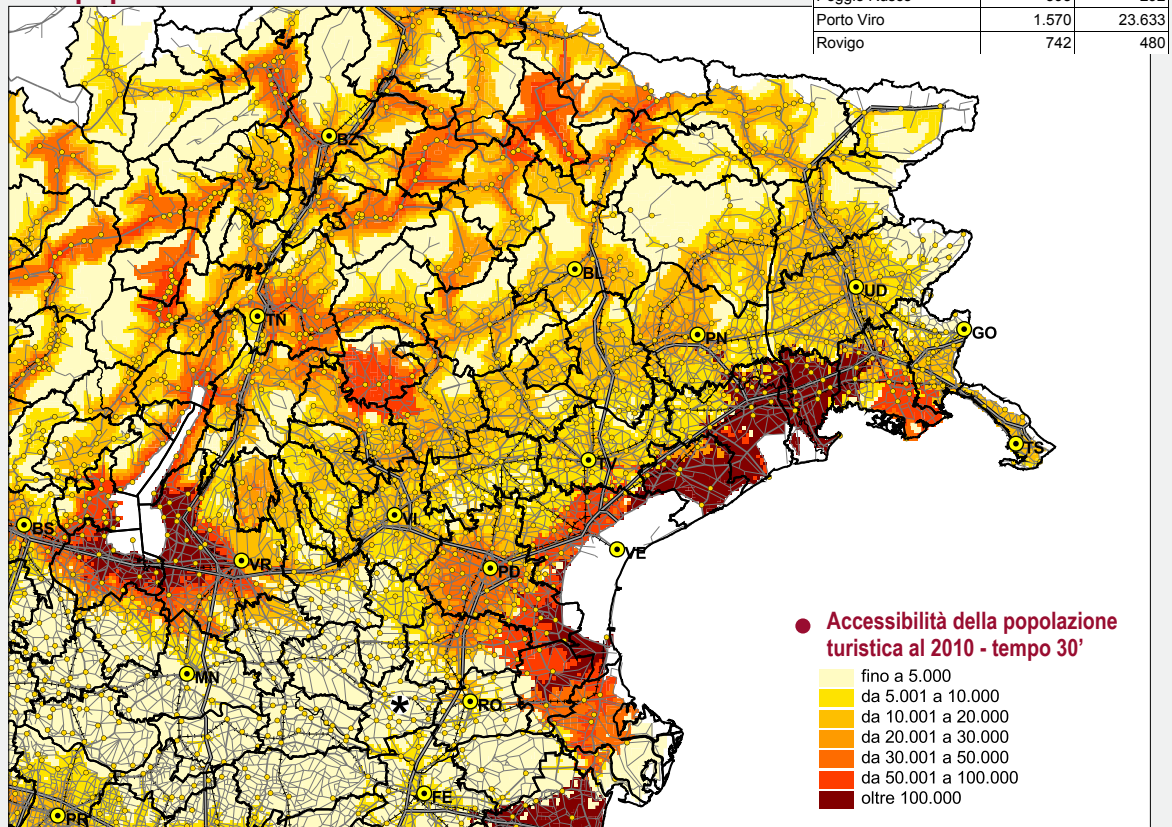 Porto Viro 1.570 23.633
Rovigo 742 480
BZ
BL
UD
TN
PN
GO
TS
TV
BS
VI
VE
VR
PD
MN
*
RO
FE
PR
Accessibilità della popolazione
turistica al 2010 - tempo 30’
fino a 5.000
da 5.001 a 10.000
da 10.001 a 20.000
da 20.001 a 30.000
da 30.001 a 50.000
da 50.001 a 100.000
oltre 100.000